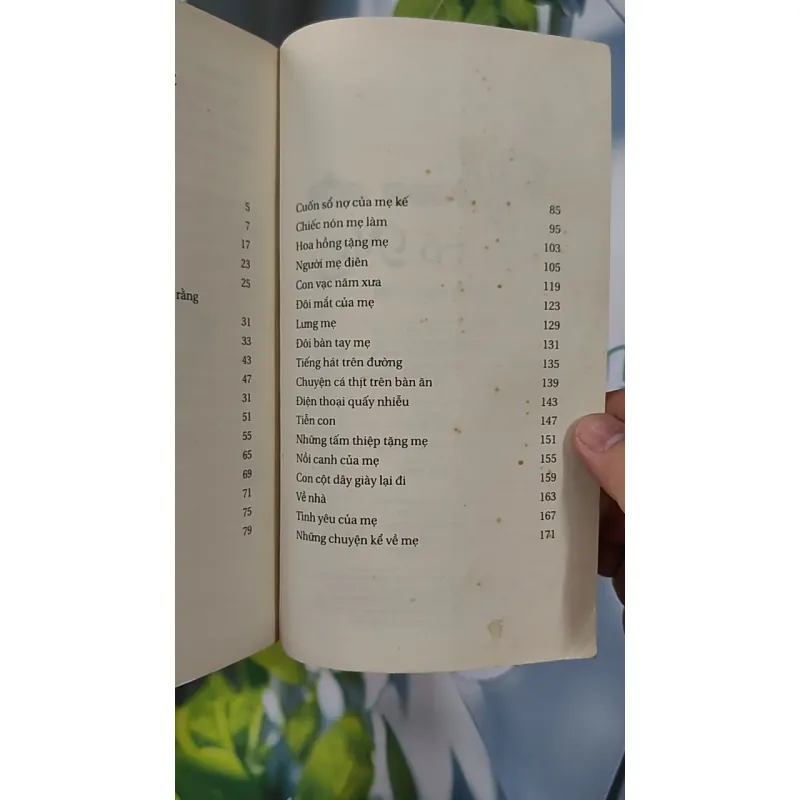 5
7
17
23
25
rằng
31
33
43
47
31
51
55
65
69
71
75
79
Cuốn sổ nợ của mẹ kế 85
Chiếc nón mẹ làm 95
Hoa hồng tặng mẹ 103
Người mẹ điên 105
Con vạc năm xưa 119
Đôi mắt của mẹ 123
Lưng mẹ 129
Đôi bàn tay mẹ 131
Tiếng hát trên đường 135
Chuyện cá thịt trên bàn ăn 139
Điện thoại quấy nhiễu 143
Tiễn con 147
Những tấm thiệp tặng mẹ 151
Nồi canh của mẹ 155
Con cột dây giày lại đi 159
Về nhà 163
Tình yêu của mẹ 167
Những chuyện kể về mẹ 171